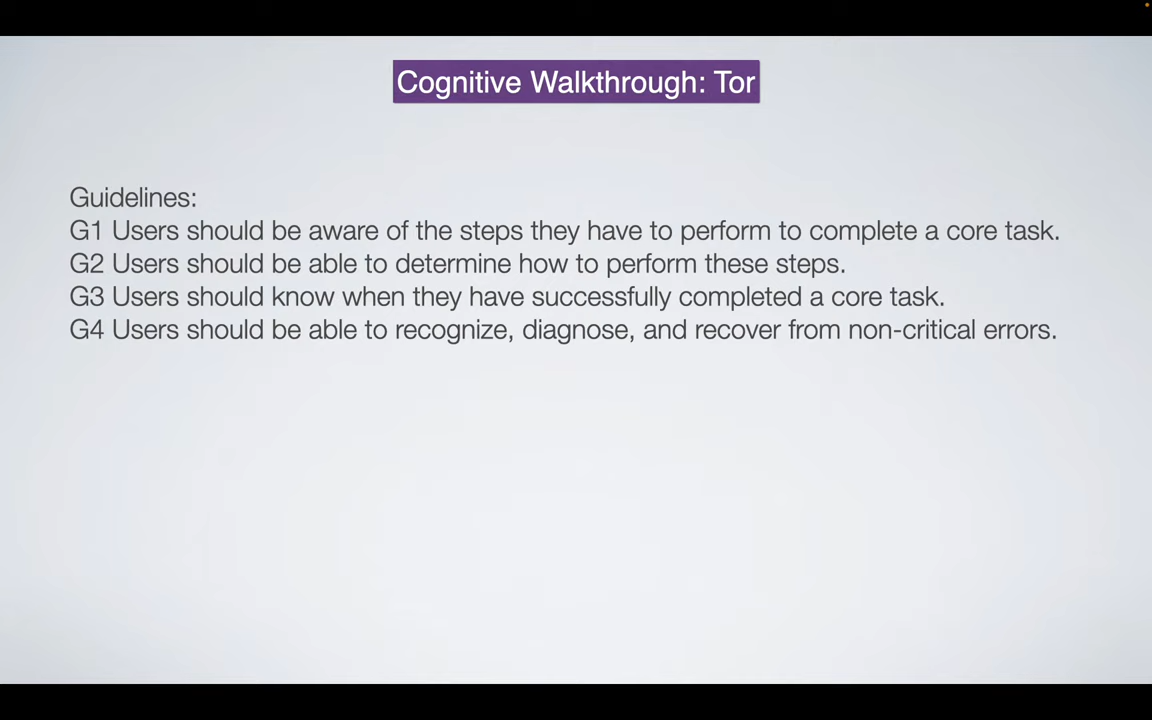 Cognitive Walkthrough: Tor
Guidelines:
G1 Users should be aware of the steps they have to perform to complete a core task.
G2 Users should be able to determine how to perform these steps.
G3 Users should know when they have successfully completed a core task.
G4 Users should be able to recognize, diagnose, and recover from non-critical errors.